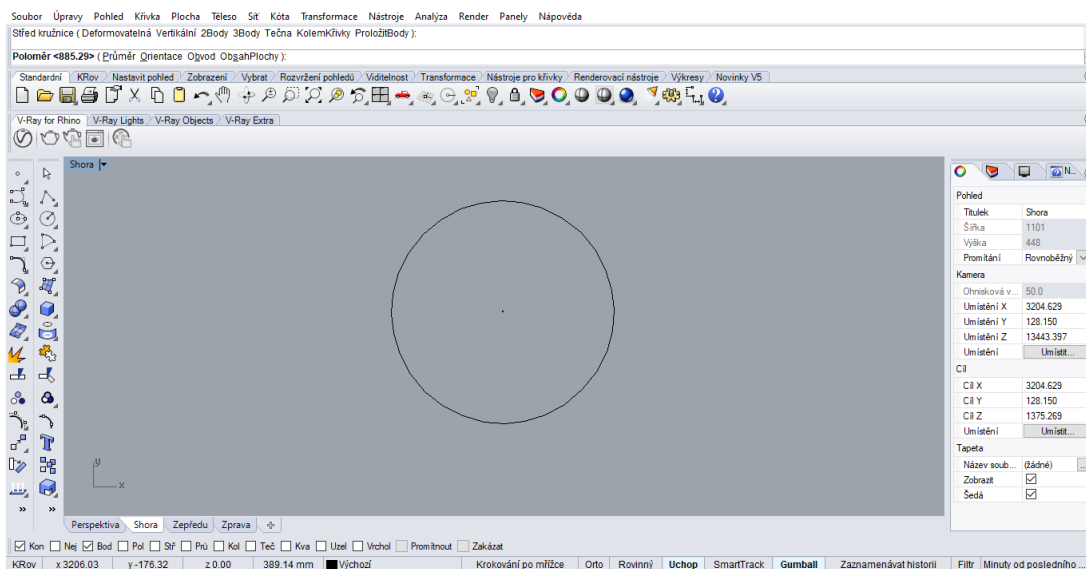 Soubor Úpravy Pohled Křivka Plocha Těleso Síť Kóta Transformace Nástroje Analýza Render Panely Nápověda
Střed kružnice ( Deformovatelná Vertikální 2Body 3Body Tečna KolemKřivky ProložitBody ):
Poloměr <885.29> ( Průměr Orientace Obvod ObsahPlochy ):
Standardní KRov Nastavit pohled Zobrazení Vybrat Rozvržení pohledů Viditelnost Transformace Nástroje pro křivky Renderovací nástroje Výkresy Novinky V5
V-Ray for Rhino V-Ray Lights V-Ray Objects V-Ray Extra
Shora
N...
Pohled
Titulek Shora
Šířka 1101
Výška 448
Promítání Rovnoběžný
Kamera
Ohnisková v... 50.0
Umístění X 3204.629
Umístění Y 128.150
Umístění Z 13443.397
Umístění Umístit...
Cíl
Cíl X 3204.629
Cíl Y 128.150
Cíl Z 1375.269
Umístění Umístit...
Tapeta
Název soub... (žádné) ...
Zobrazit
Šedá
y
x
Perspektiva Shora Zepředu Zprava
Kon Nej Bod Pol Stř Prú Kol Teč Kva Uzel Vrchol Promítnout Zakázat
KRov x 3206.03 y -176.32 z 0.00 389.14 mm Výchozí Krokování po mřížce Orto Rovinný Uchop SmartTrack Gumball Zaznamenávat historii Filtr Minuty od posledního ...